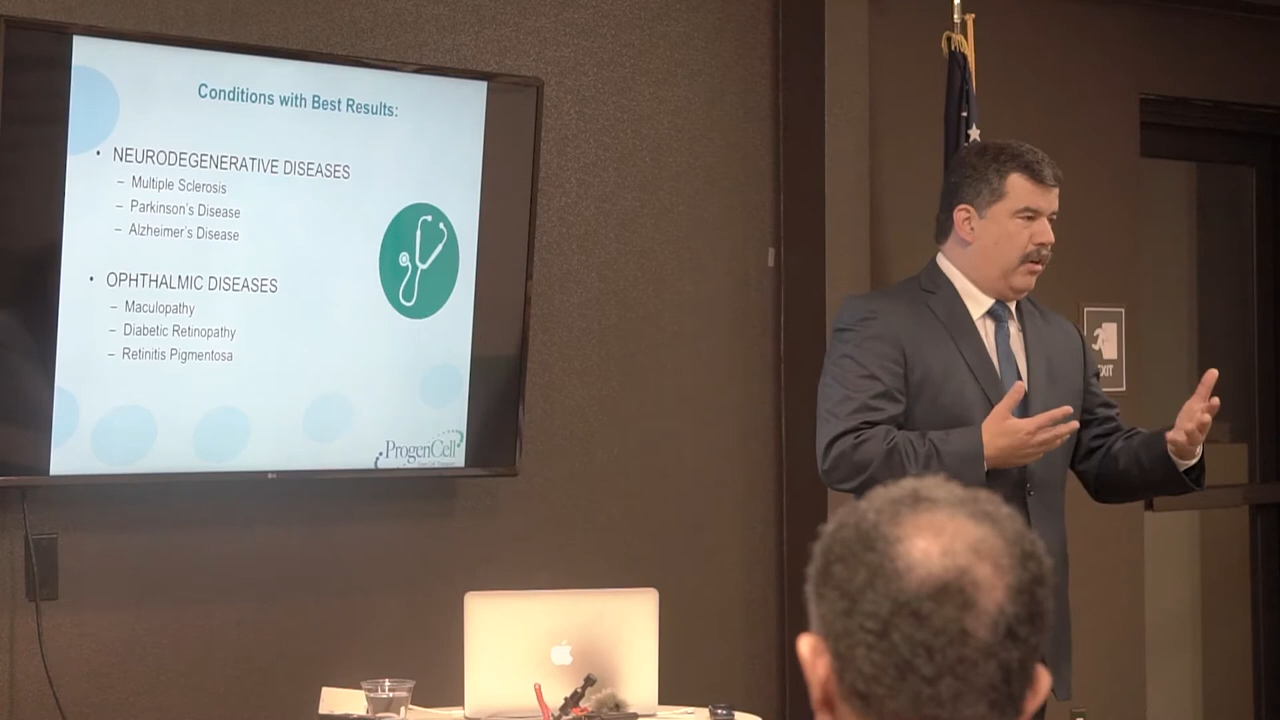 Conditions with Best Results:
• NEURODEGENERATIVE DISEASES
– Multiple Sclerosis
– Parkinson's Disease
– Alzheimer's Disease
• OPHTHALMIC DISEASES
– Maculopathy
– Diabetic Retinopathy
– Retinitis Pigmentosa
ProgenCell
EXIT